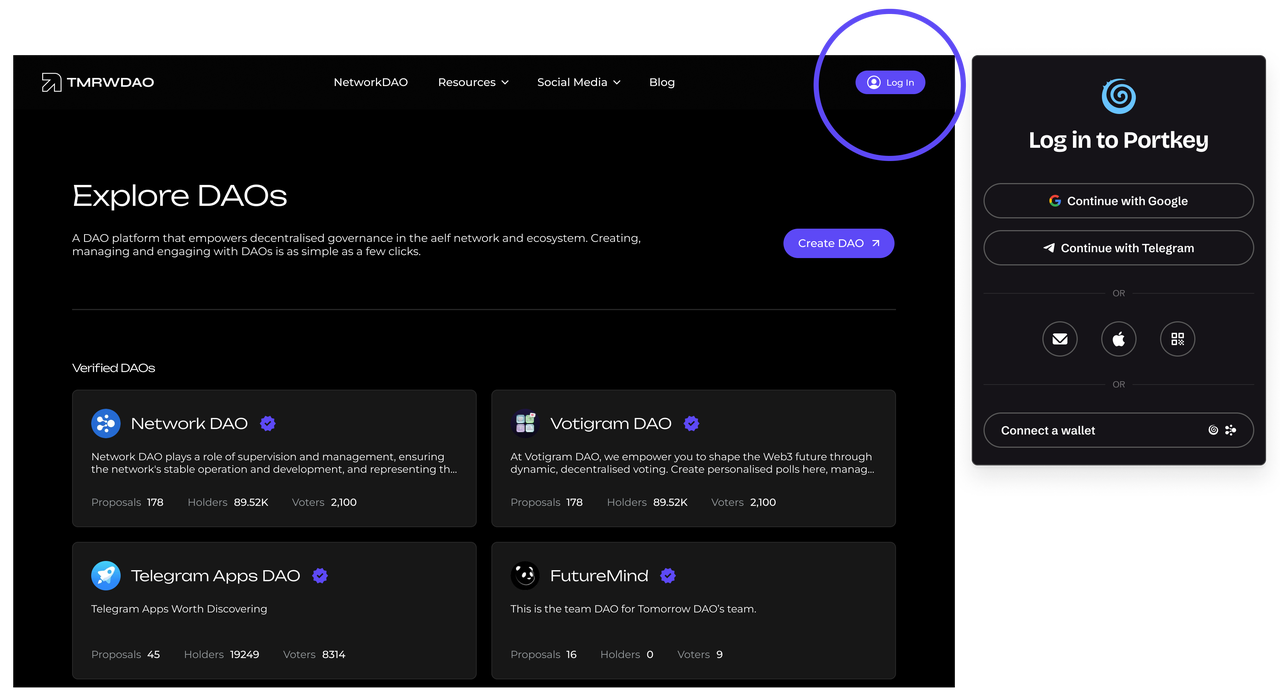 TMRWDAO
NetworkDAO
Resources
Social Media
Blog
Log In
Explore DAOs
A DAO platform that empowers decentralised governance in the aelf network and ecosystem. Creating,
managing and engaging with DAOs is as simple as a few clicks.
Create DAO
Verified DAOs
Network DAO
Network DAO plays a role of supervision and management, ensuring
the network's stable operation and development, and representing th...
Proposals 178 Holders 89.52K Voters 2,100
Votigram DAO
At Votigram DAO, we empower you to shape the Web3 future through
dynamic, decentralised voting. Create personalised polls here, manag...
Proposals 178 Holders 89.52K Voters 2,100
Telegram Apps DAO
Telegram Apps Worth Discovering
Proposals 45 Holders 19249 Voters 8314
FutureMind
This is the team DAO for Tomorrow DAO's team.
Proposals 16 Holders 0 Voters 9
Log in to Portkey
Continue with Google
Continue with Telegram
OR
OR
Connect a wallet